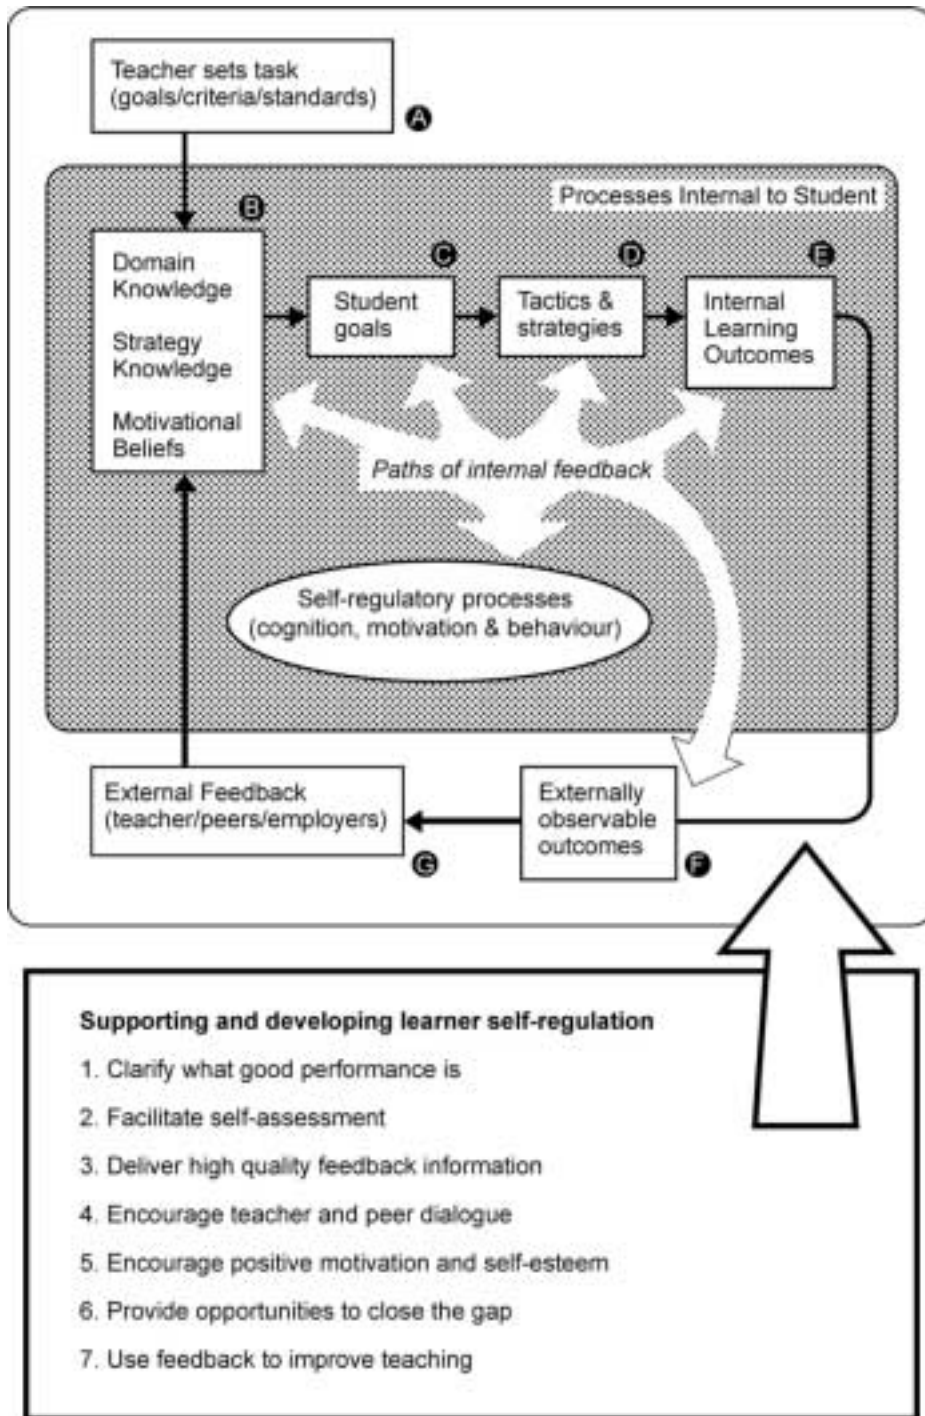 Teacher sets task
(goals/criteria/standards)
A
Processes Internal to Student
B
Domain
Knowledge
Strategy
Knowledge
Motivational
Beliefs
C
Student
goals
D
Tactics &
strategies
E
Internal
Learning
Outcomes
Paths of internal feedback
Self-regulatory processes
(cognition, motivation & behaviour)
External Feedback
(teacher/peers/employers)
G
Externally
observable
outcomes
F
Supporting and developing learner self-regulation
1. Clarify what good performance is
2. Facilitate self-assessment
3. Deliver high quality feedback information
4. Encourage teacher and peer dialogue
5. Encourage positive motivation and self-esteem
6. Provide opportunities to close the gap
7. Use feedback to improve teaching